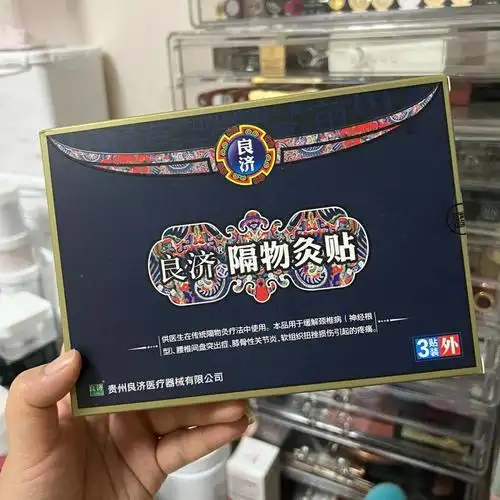 良济
良济® 隔物灸贴
供医生在传统隔物灸疗法中使用。本品用于缓解颈椎病（神经根
型）、腰椎间盘突出症、膝骨性关节炎、软组织扭挫损伤引起的疼痛。
3贴装 外
良济 贵州良济医疗器械有限公司